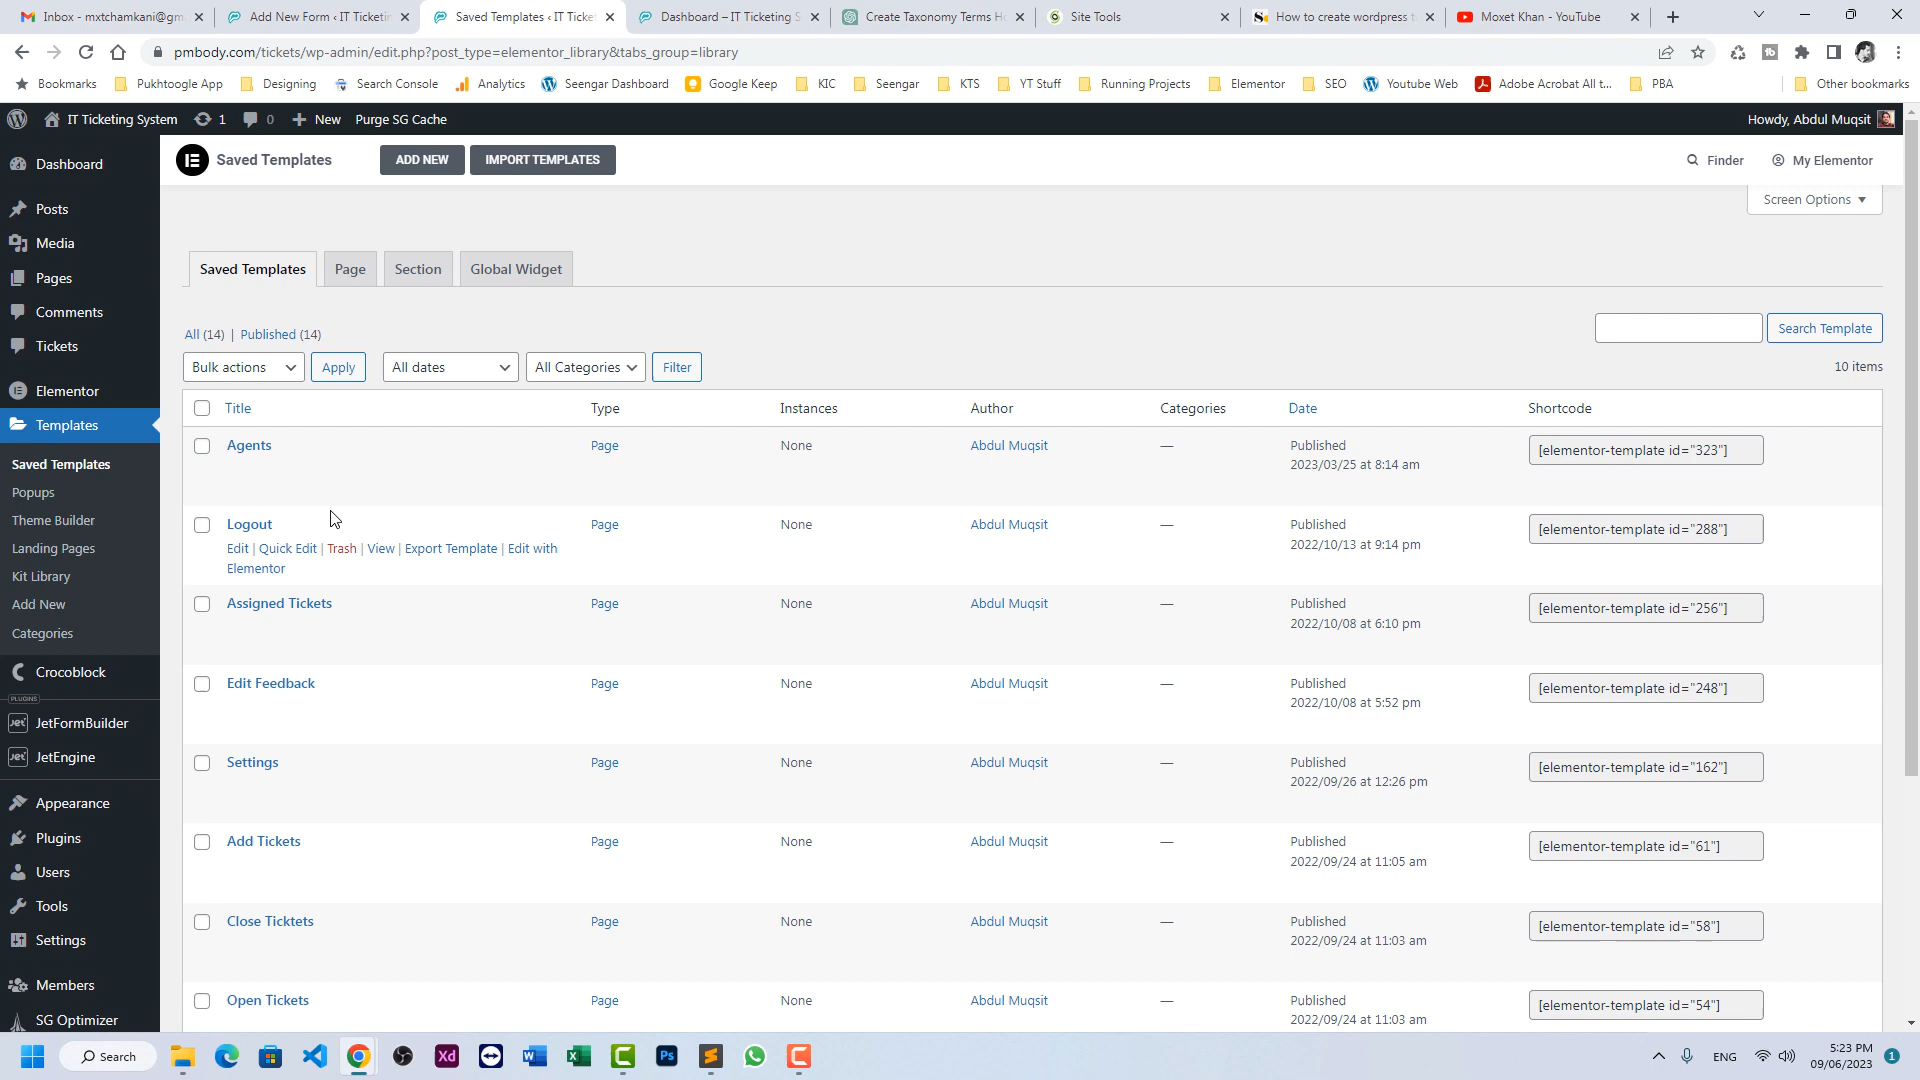 Inbox - mxtchamkani@gm
Add New Form ‹ IT Ticketin
Saved Templates ‹ IT Ticke
Dashboard – IT Ticketing S
Create Taxonomy Terms H
Site Tools
How to create wordpress t
Moxet Khan - YouTube
pmbody.com/tickets/wp-admin/edit.php?post_type=elementor_library&tabs_group=library
Bookmarks
Pukhtoogle App
Designing
Search Console
Analytics
Seengar Dashboard
Google Keep
KIC
Seengar
KTS
YT Stuff
Running Projects
Elementor
SEO
Youtube Web
Adobe Acrobat All t...
PBA
Other bookmarks
IT Ticketing System
1
0
New
Purge SG Cache
Howdy, Abdul Muqsit
Dashboard
Posts
Media
Pages
Comments
Tickets
Elementor
Templates
Saved Templates
Popups
Theme Builder
Landing Pages
Kit Library
Add New
Categories
Crocoblock
PLUGINS
Jet JetFormBuilder
Jet JetEngine
Appearance
Plugins
Users
Tools
Settings
Members
SG Optimizer
Saved Templates
ADD NEW
IMPORT TEMPLATES
Finder
My Elementor
Screen Options
Saved Templates
Page
Section
Global Widget
All (14) | Published (14)
Search Template
Bulk actions
Apply
All dates
All Categories
Filter
10 items
Title
Type
Instances
Author
Categories
Date
Shortcode
Agents
Page
None
Abdul Muqsit
—
Published
2023/03/25 at 8:14 am
[elementor-template id="323"]
Logout
Edit | Quick Edit | Trash | View | Export Template | Edit with
Elementor
Page
None
Abdul Muqsit
—
Published
2022/10/13 at 9:14 pm
[elementor-template id="288"]
Assigned Tickets
Page
None
Abdul Muqsit
—
Published
2022/10/08 at 6:10 pm
[elementor-template id="256"]
Edit Feedback
Page
None
Abdul Muqsit
—
Published
2022/10/08 at 5:52 pm
[elementor-template id="248"]
Settings
Page
None
Abdul Muqsit
—
Published
2022/09/26 at 12:26 pm
[elementor-template id="162"]
Add Tickets
Page
None
Abdul Muqsit
—
Published
2022/09/24 at 11:05 am
[elementor-template id="61"]
Close Ticktets
Page
None
Abdul Muqsit
—
Published
2022/09/24 at 11:03 am
[elementor-template id="58"]
Open Tickets
Page
None
Abdul Muqsit
—
Published
2022/09/24 at 11:03 am
[elementor-template id="54"]
Search
Xd
Ps
ENG
5:23 PM
09/06/2023
1